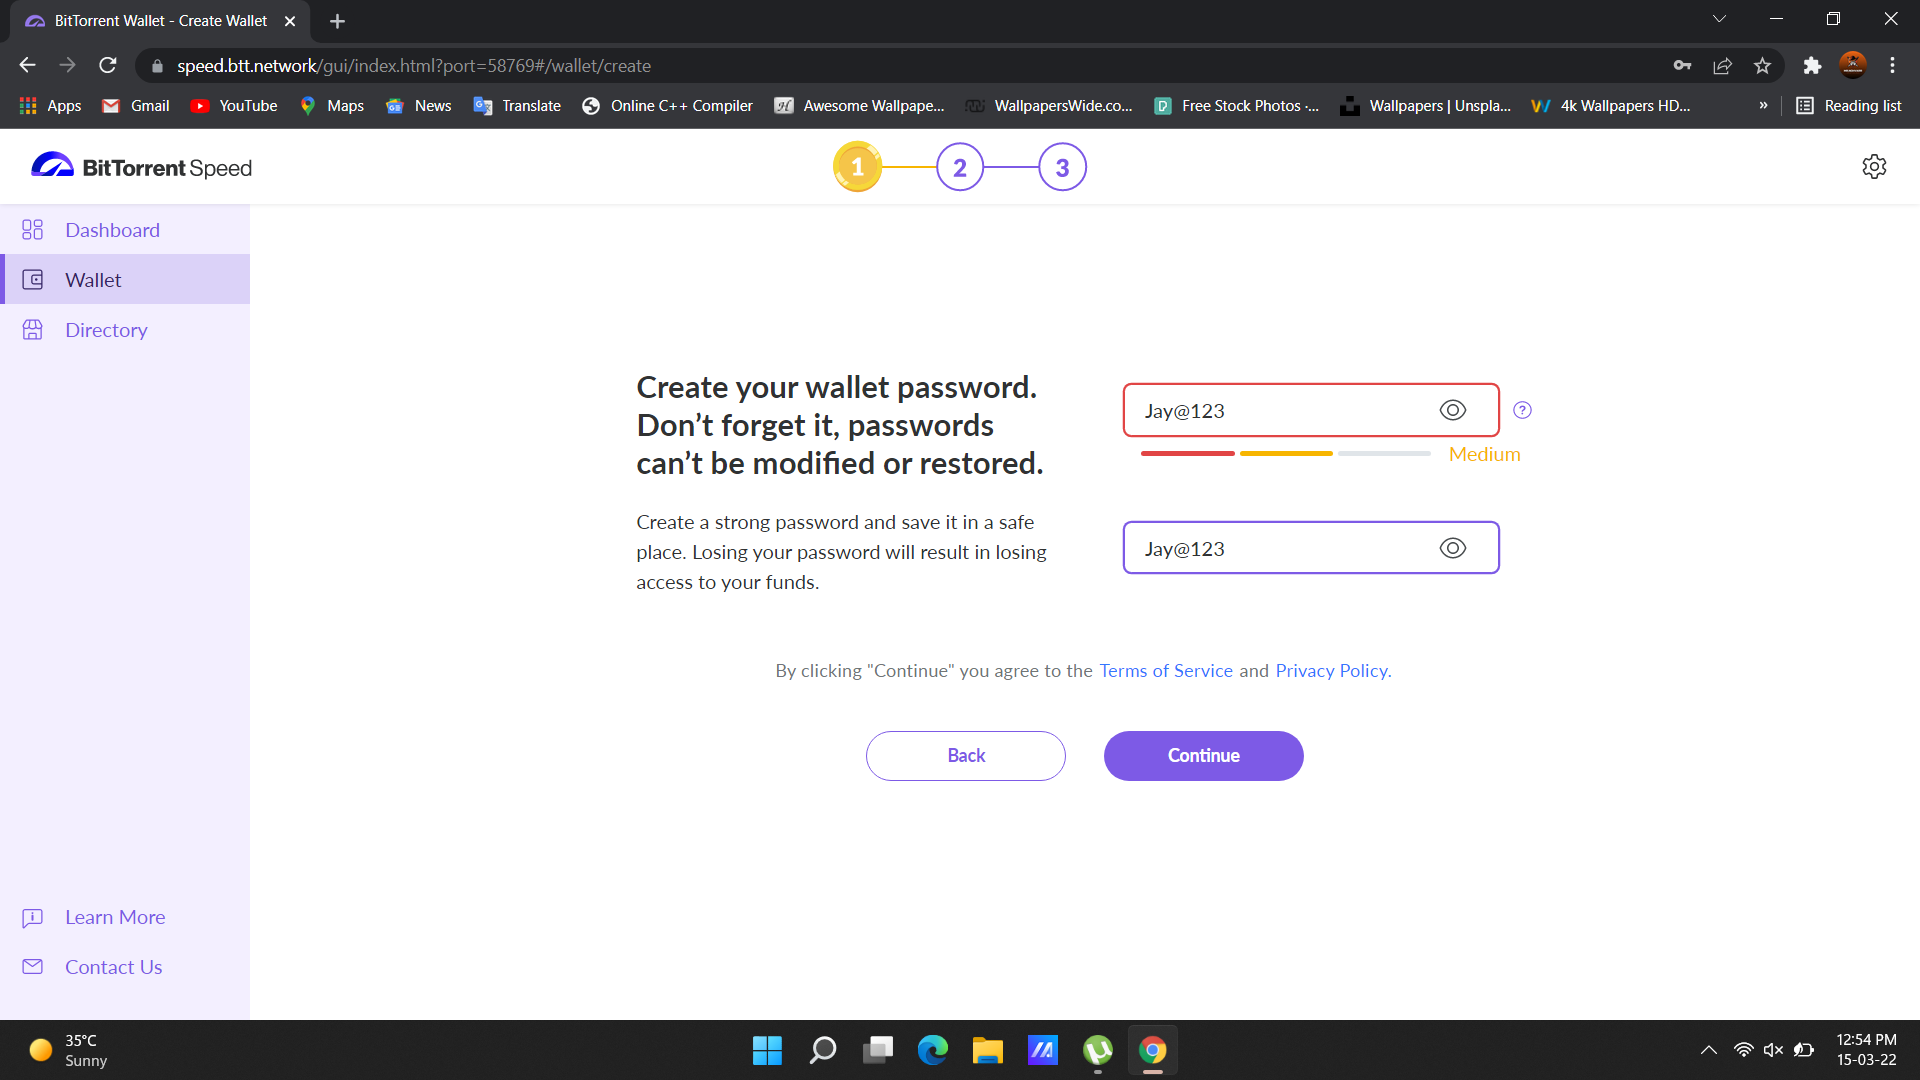 BitTorrent Wallet - Create Wallet
speed.btt.network/gui/index.html?port=58769#/wallet/create
Apps Gmail YouTube Maps News Translate Online C++ Compiler Awesome Wallpape... WallpapersWide.co... Free Stock Photos ·... Wallpapers | Unspla... 4k Wallpapers HD... » Reading list
BitTorrent Speed
1 2 3
Dashboard
Wallet
Directory
Create your wallet password.
Don’t forget it, passwords
can’t be modified or restored.
Create a strong password and save it in a safe
place. Losing your password will result in losing
access to your funds.
Jay@123
?
Medium
Jay@123
By clicking "Continue" you agree to the Terms of Service and Privacy Policy.
Back
Continue
Learn More
Contact Us
35°C
Sunny
12:54 PM
15-03-22